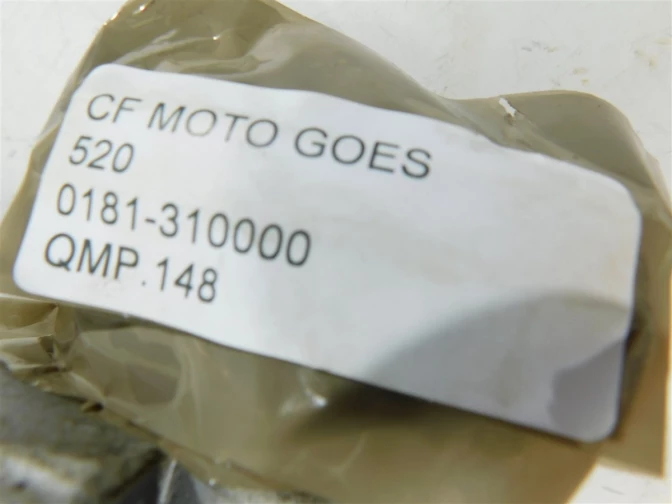 CF MOTO GOES
520
0181-310000
QMP.148